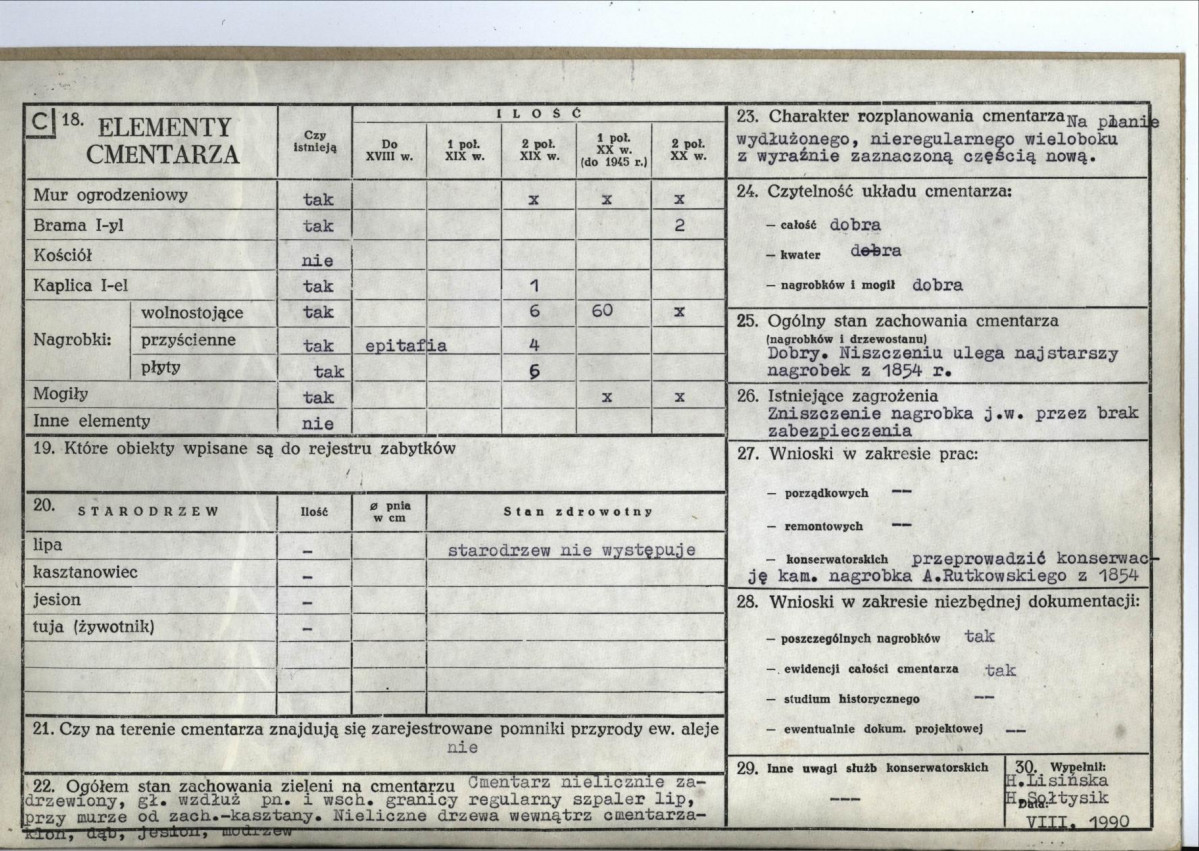 C 18. ELEMENTY CMENTARZA
Czy istnieją
I L O Ś Ć
Do XVIII w.
1 poł. XIX w.
2 poł. XIX w.
1 poł. XX w. (do 1945 r.)
2 poł. XX w.
Mur ogrodzeniowy tak x x x
Brama I-yl tak 2
Kościół nie
Kaplica I-el tak 1
Nagrobki:
wolnostojące tak 6 60 x
przyścienne tak epitafia 4
płyty tak 6
Mogiły tak x x
Inne elementy nie
19. Które obiekty wpisane są do rejestru zabytków
20. STARODRZEW Ilość ø pnia w cm Stan zdrowotny
lipa – starodrzew nie występuje
kasztanowiec –
jesion –
tuja (żywotnik) –
21. Czy na terenie cmentarza znajdują się zarejestrowane pomniki przyrody ew. aleje
nie
22. Ogółem stan zachowania zieleni na cmentarzu Cmentarz nielicznie za-
drzewiony, gł. wzdłuż pn. i wsch. granicy regularny szpaler lip,
przy murze od zach.-kasztany. Nieliczne drzewa wewnątrz cmentarza-
klon, dąb, jesion, modrzew
23. Charakter rozplanowania cmentarza Na planie
wydłużonego, nieregularnego wieloboku
z wyraźnie zaznaczoną częścią nową.
24. Czytelność układu cmentarza:
– całość dobra
– kwater dobra
– nagrobków i mogił dobra
25. Ogólny stan zachowania cmentarza
(nagrobków i drzewostanu)
Dobry. Niszczeniu ulega najstarszy
nagrobek z 1854 r.
26. Istniejące zagrożenia
Zniszczenie nagrobka j.w. przez brak
zabezpieczenia
27. Wnioski w zakresie prac:
– porządkowych --
– remontowych --
– konserwatorskich przeprowadzić konserwac-
ję kam. nagrobka A.Rutkowskiego z 1854
28. Wnioski w zakresie niezbędnej dokumentacji:
– poszczególnych nagrobków tak
– ewidencji całości cmentarza tak
– studium historycznego --
– ewentualnie dokum. projektowej --
29. Inne uwagi służb konserwatorskich
---
30. Wypełnił:
H.Lisińska
H.Sołtysik
Data:
VIII. 1990